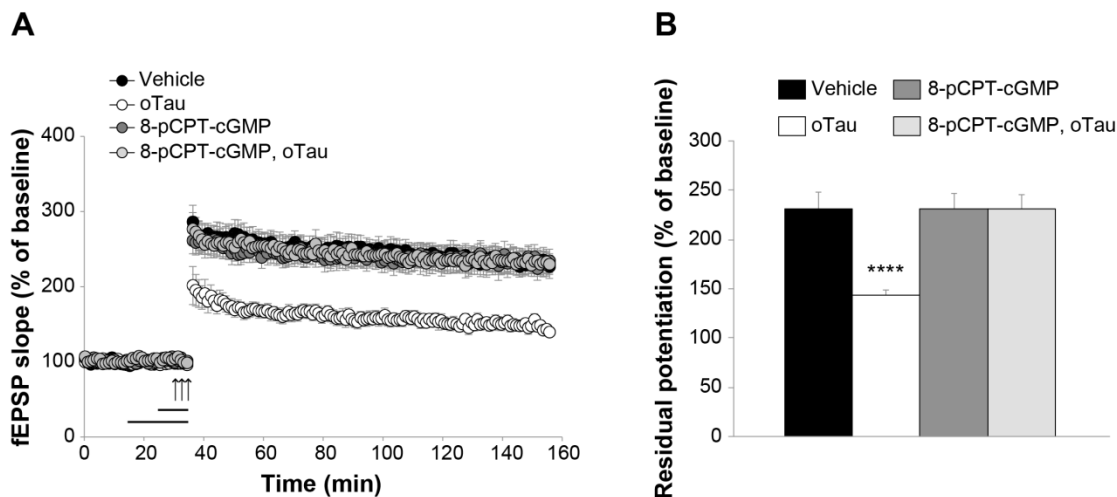 A
Vehicle
oTau
8-pCPT-cGMP
8-pCPT-cGMP, oTau
fEPSP slope (% of baseline)
400
300
200
100
0
↑↑↑
0 20 40 60 80 100 120 140 160
Time (min)
B
Vehicle 8-pCPT-cGMP
oTau 8-pCPT-cGMP, oTau
Residual potentiation (% of baseline)
300
250
200
150
100
50
0
****